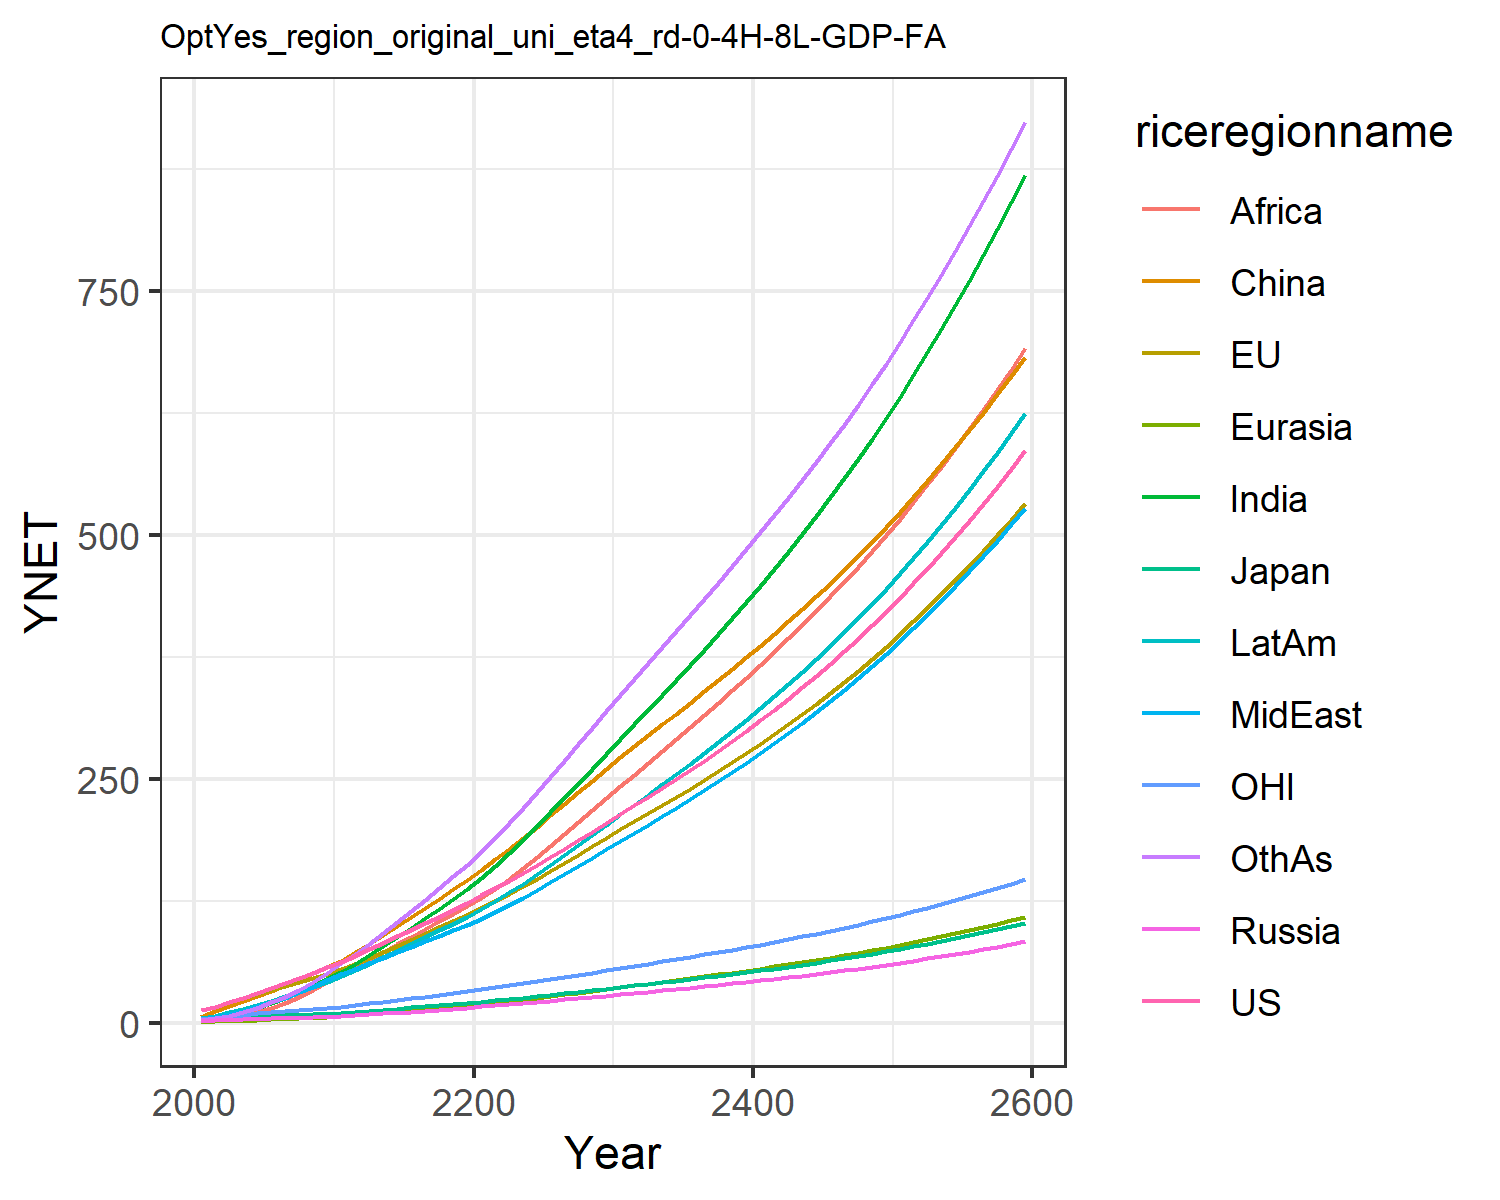 OptYes_region_original_uni_eta4_rd-0-4H-8L-GDP-FA
YNET
750
500
250
0
2000 2200 2400 2600
Year
riceregionname
Africa
China
EU
Eurasia
India
Japan
LatAm
MidEast
OHI
OthAs
Russia
US